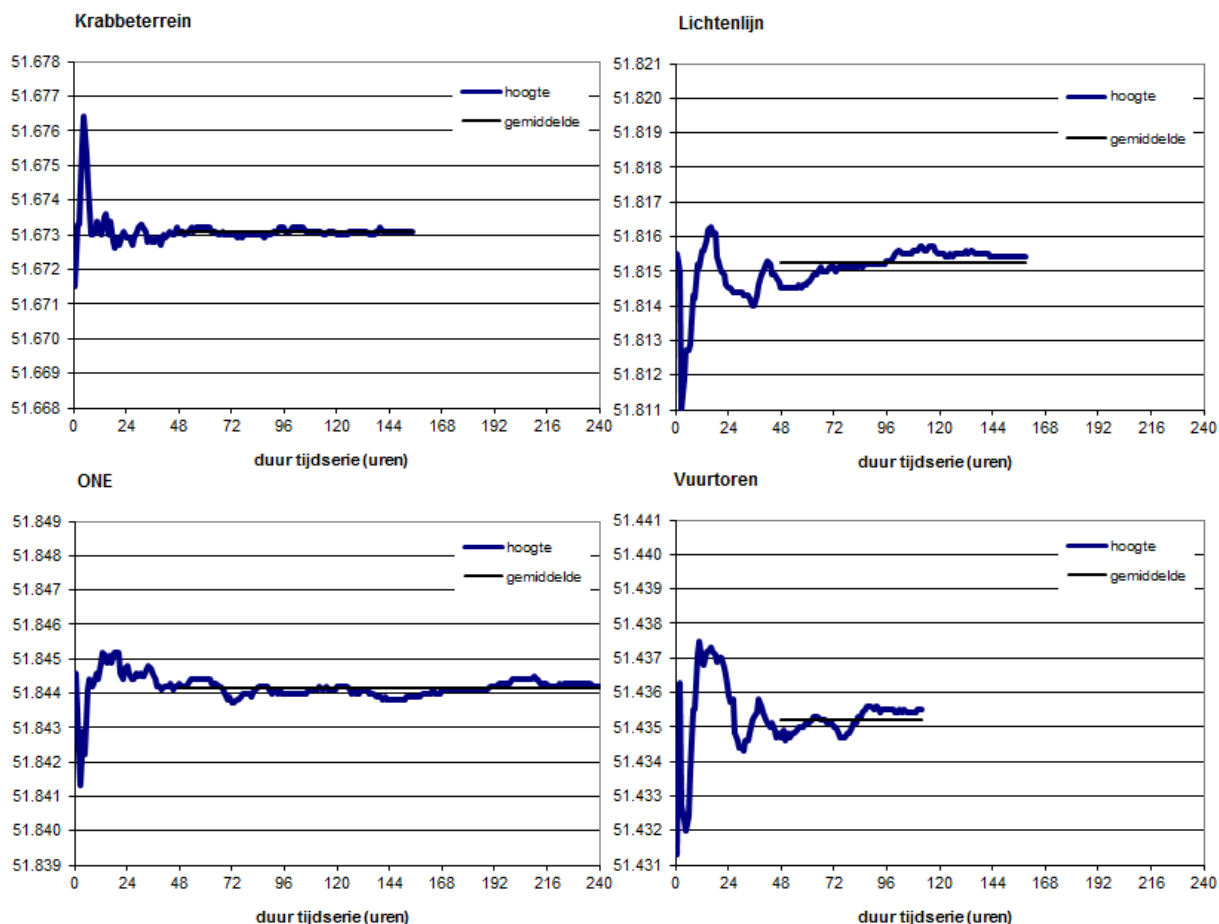 Krabbeterrein
51.678
51.677
51.676
51.675
51.674
51.673
51.672
51.671
51.670
51.669
51.668
hoogte
gemiddelde
0 24 48 72 96 120 144 168 192 216 240
duur tijdserie (uren)
Lichtenlijn
51.821
51.820
51.819
51.818
51.817
51.816
51.815
51.814
51.813
51.812
51.811
hoogte
gemiddelde
0 24 48 72 96 120 144 168 192 216 240
duur tijdserie (uren)
ONE
51.849
51.848
51.847
51.846
51.845
51.844
51.843
51.842
51.841
51.840
51.839
hoogte
gemiddelde
0 24 48 72 96 120 144 168 192 216 240
duur tijdserie (uren)
Vuurtoren
51.441
51.440
51.439
51.438
51.437
51.436
51.435
51.434
51.433
51.432
51.431
hoogte
gemiddelde
0 24 48 72 96 120 144 168 192 216 240
duur tijdserie (uren)